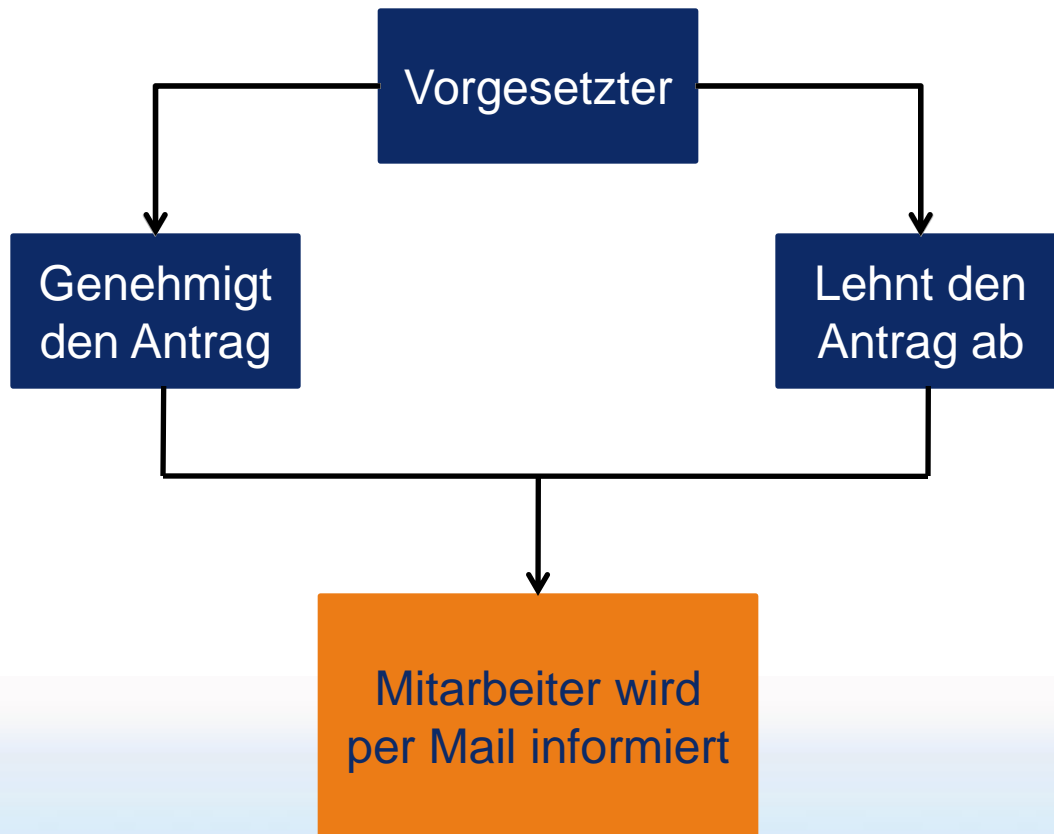 Vorgesetzter
Genehmigt
den Antrag
Lehnt den
Antrag ab
Mitarbeiter wird
per Mail informiert